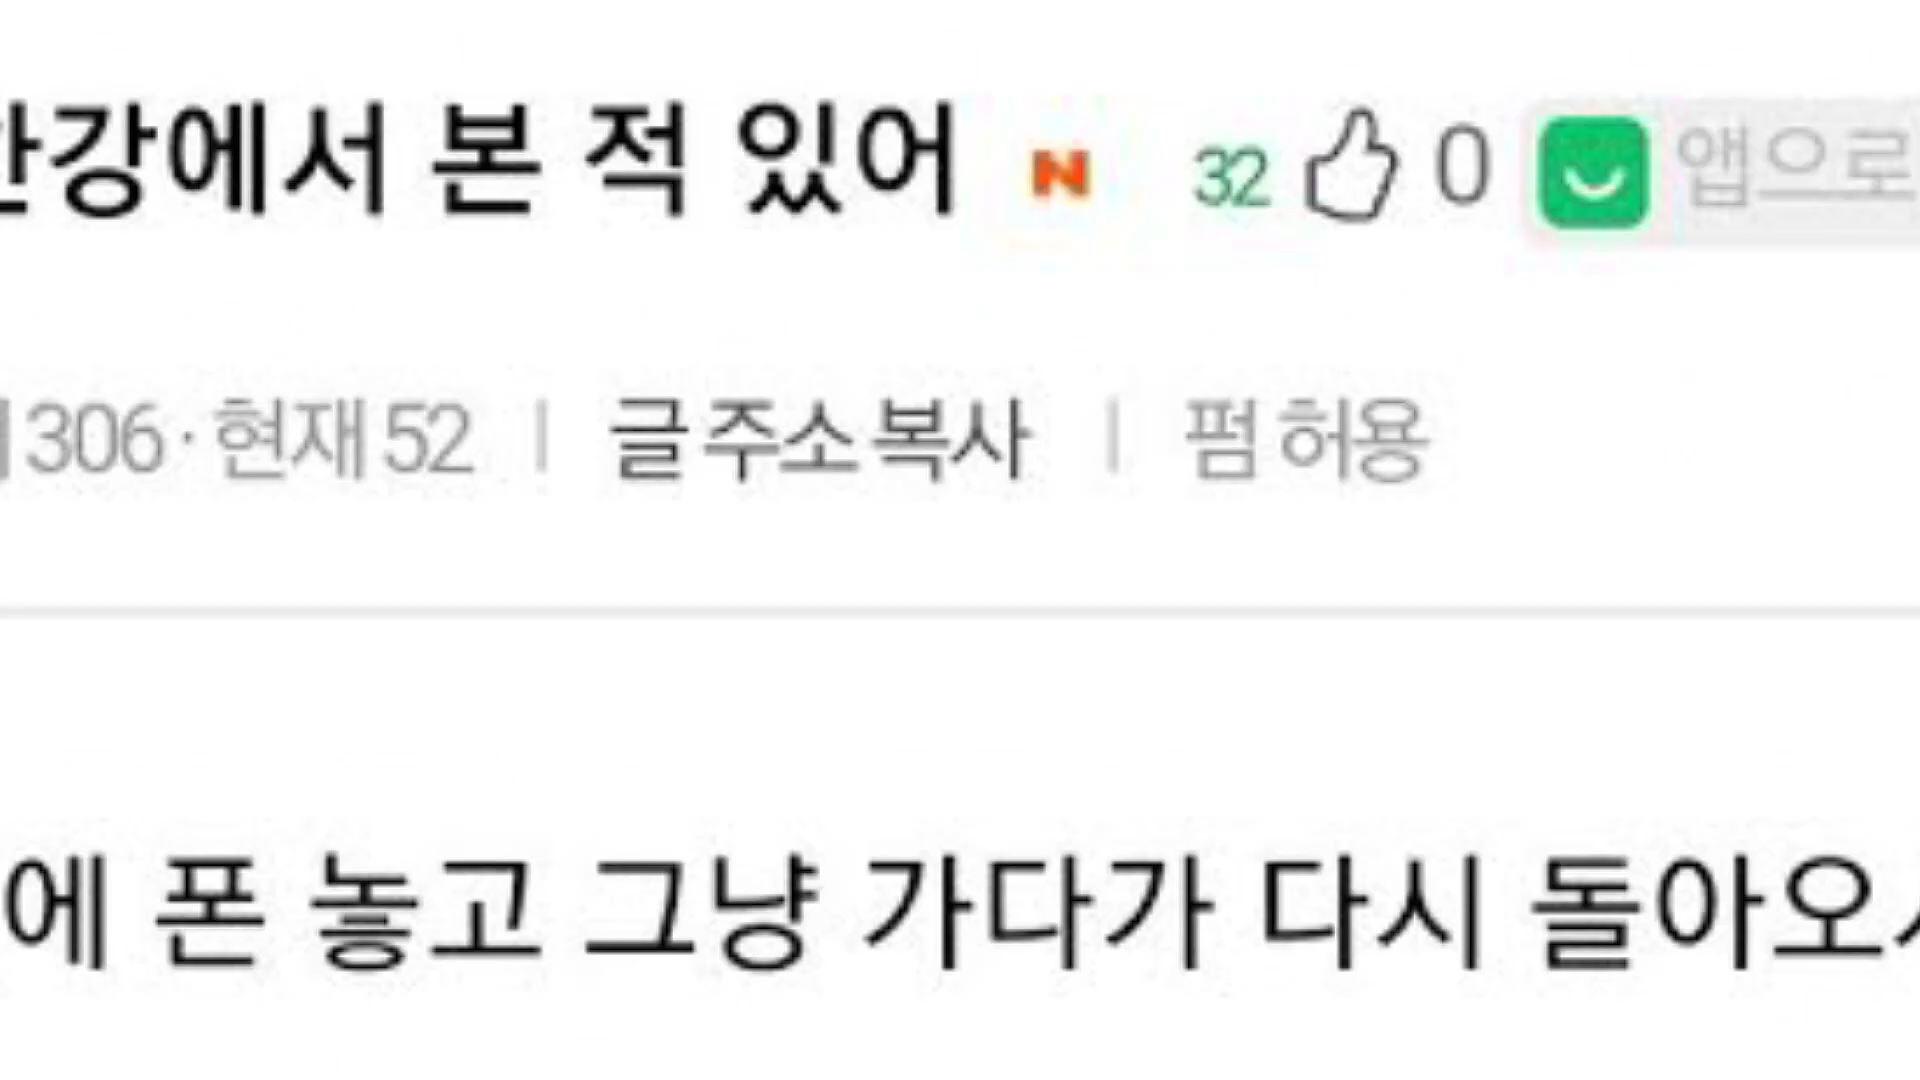 한강에서 본 적 있어 N 32 0 앱으로
306·현재 52 | 글 주소 복사 | 펌 허용
에 폰 놓고 그냥 가다가 다시 돌아오